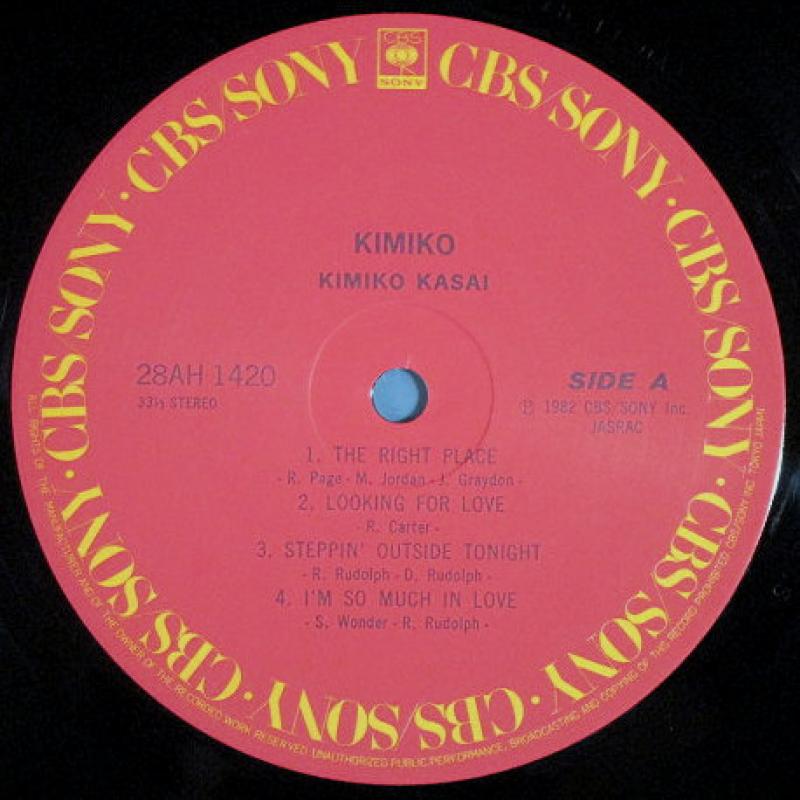 CBS
SONY
CBS/SONY · CBS/SONY · CBS/SONY · CBS/SONY · CBS/SONY · CBS/SONY · CBS/SONY · CBS/SONY
KIMIKO
KIMIKO KASAI
28AH 1420
33⅓ STEREO
SIDE A
Ⓟ 1982 CBS/SONY Inc.
JASRAC
1. THE RIGHT PLACE
- R. Page - M. Jordan - J. Graydon -
2. LOOKING FOR LOVE
- R. Carter -
3. STEPPIN' OUTSIDE TONIGHT
- R. Rudolph - D. Rudolph -
4. I'M SO MUCH IN LOVE
- S. Wonder - R. Rudolph -
ALL RIGHTS OF THE MANUFACTURER AND OF THE OWNER OF THE RECORDED WORK RESERVED UNAUTHORIZED PUBLIC PERFORMANCE, BROADCASTING AND COPYING OF THIS RECORD PROHIBITED. CBS/SONY INC. TOKYO JAPAN